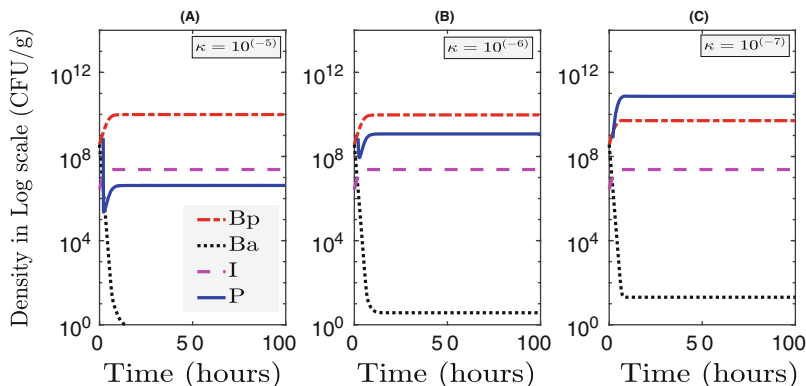 (A)
(B)
(C)
Density in Log scale (CFU/g)
κ = 10^(-5)
κ = 10^(-6)
κ = 10^(-7)
10^12
10^8
10^4
10^0
10^12
10^8
10^4
10^0
10^12
10^8
10^4
10^0
Bp
Ba
I
P
0 50 100
0 50 100
0 50 100
Time (hours)
Time (hours)
Time (hours)